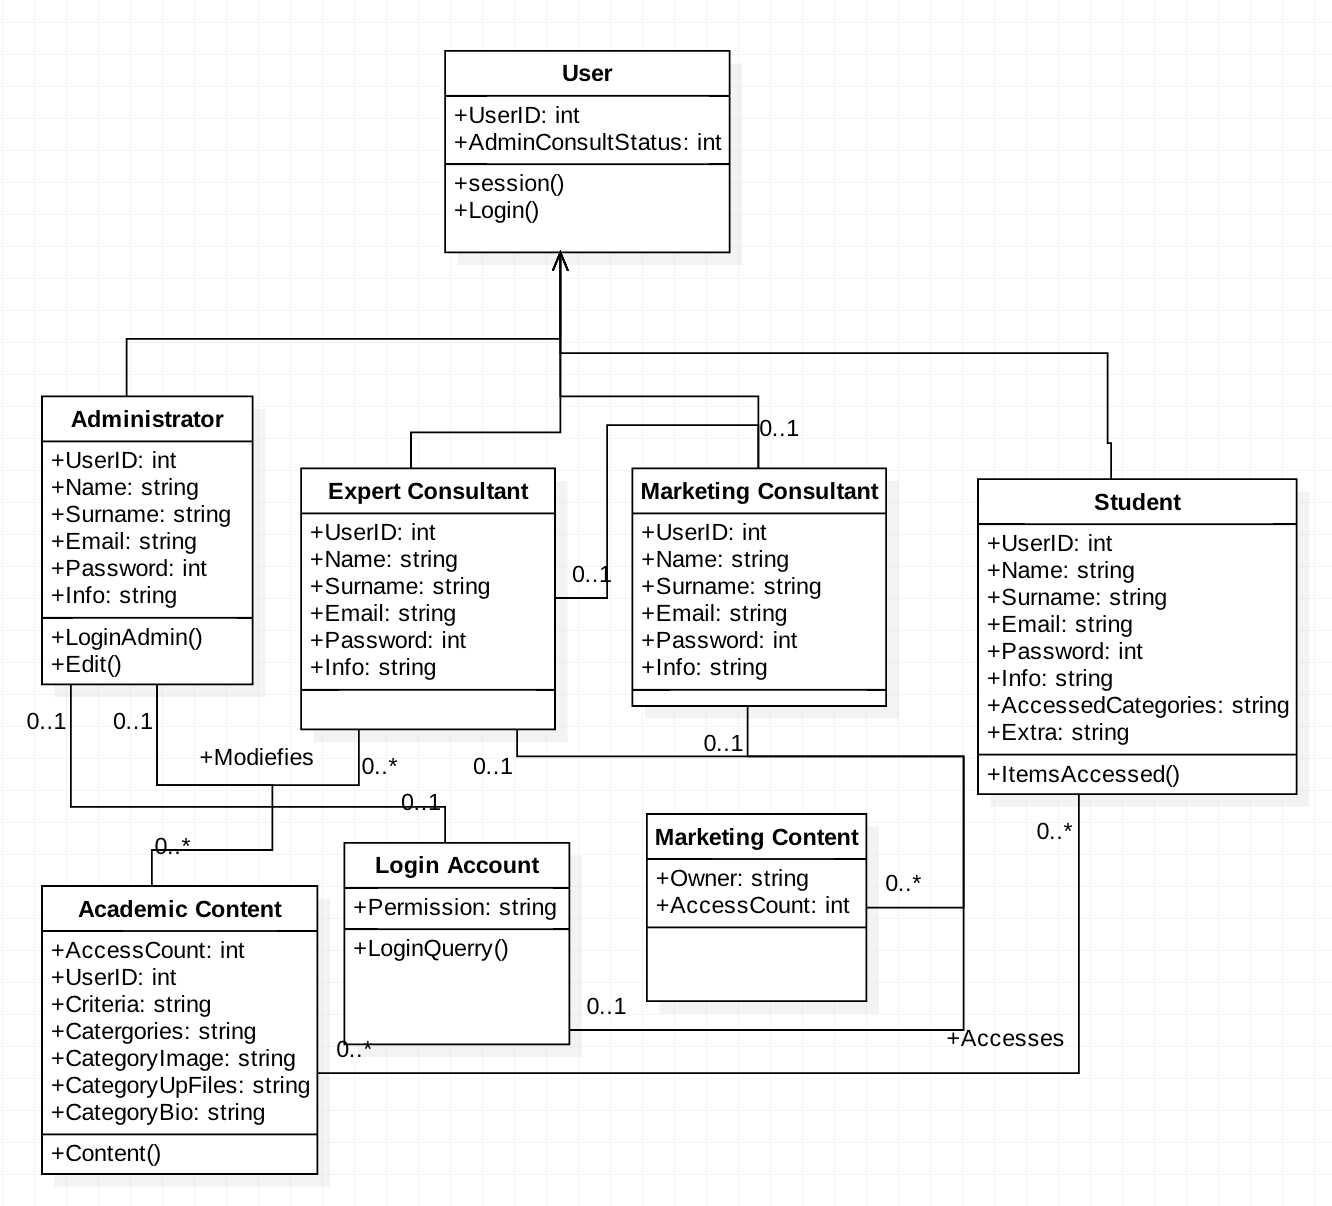 User
+UserID: int
+AdminConsultStatus: int
+session()
+Login()
Administrator
+UserID: int
+Name: string
+Surname: string
+Email: string
+Password: int
+Info: string
+LoginAdmin()
+Edit()
Expert Consultant
+UserID: int
+Name: string
+Surname: string
+Email: string
+Password: int
+Info: string
0..1
0..1
Marketing Consultant
+UserID: int
+Name: string
+Surname: string
+Email: string
+Password: int
+Info: string
Student
+UserID: int
+Name: string
+Surname: string
+Email: string
+Password: int
+Info: string
+AccessedCategories: string
+Extra: string
+ItemsAccessed()
0..1
0..1
+Modiefies
0..*
0..1
0..1
0..1
0..*
0..*
Academic Content
+AccessCount: int
+UserID: int
+Criteria: string
+Catergories: string
+CategoryImage: string
+CategoryUpFiles: string
+CategoryBio: string
+Content()
Login Account
+Permission: string
+LoginQuerry()
0..*
0..1
Marketing Content
+Owner: string
+AccessCount: int
0..*
+Accesses